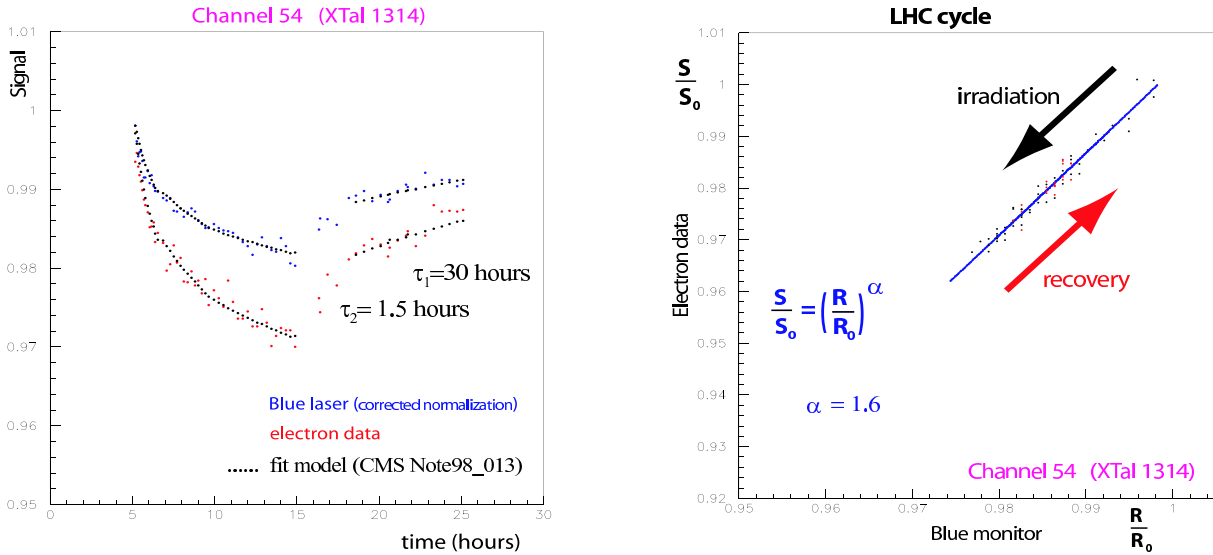 Channel 54 (XTal 1314)
Signal
1.01
1
0.99
0.98
0.97
0.96
0.95
τ1=30 hours
τ2= 1.5 hours
Blue laser (corrected normalization)
electron data
...... fit model (CMS Note98_013)
0 5 10 15 20 25 30
time (hours)
LHC cycle
S
S0
Electron data
1.01
1
0.99
0.98
0.97
0.96
0.95
0.94
0.93
0.92
irradiation
recovery
S/S0 = (R/R0)^α
α = 1.6
Channel 54 (XTal 1314)
0.95 0.96 0.97 0.98 0.99 1
Blue monitor
R
R0